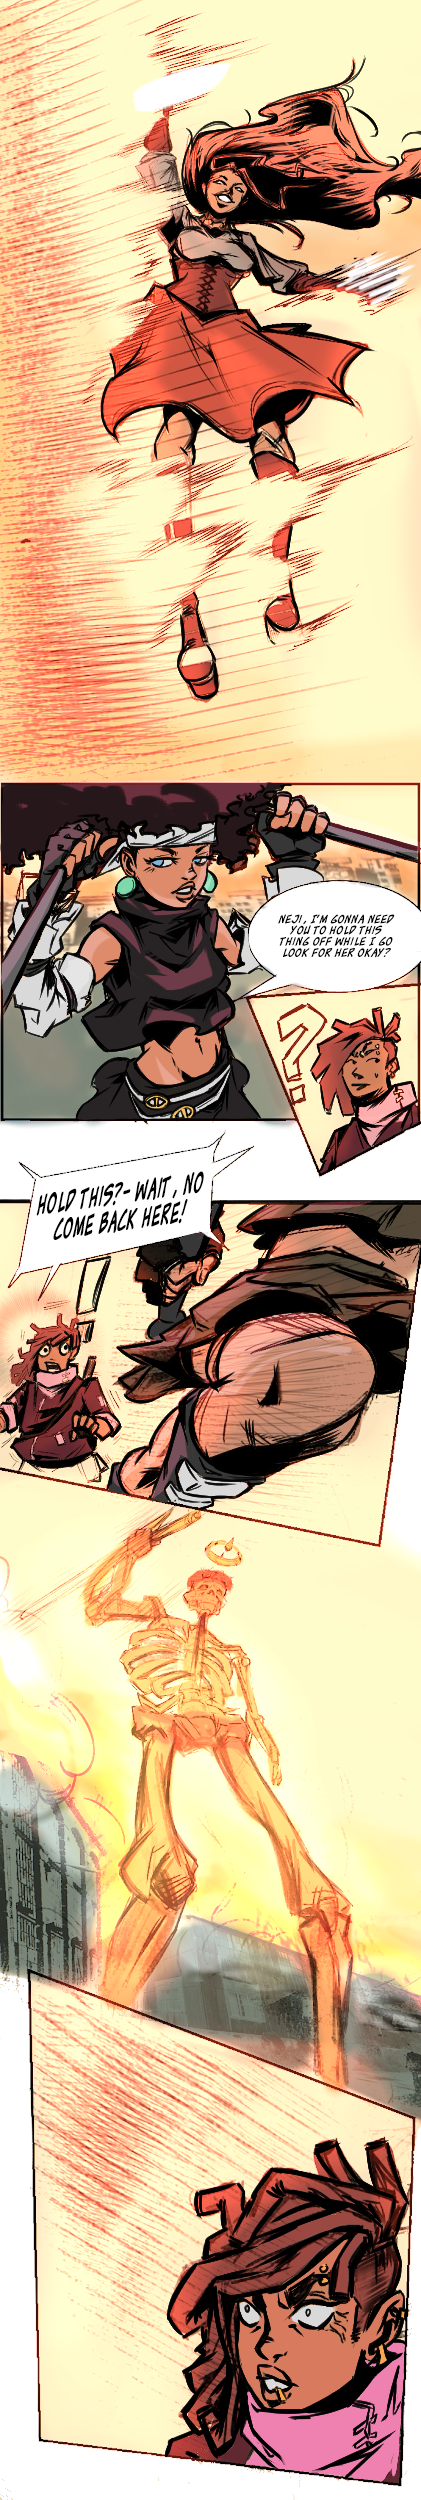 NEJI, I'M GONNA NEED
YOU TO HOLD THIS
THING OFF WHILE I GO
LOOK FOR HER OKAY?
?
HOLD THIS?- WAIT, NO
COME BACK HERE!
!